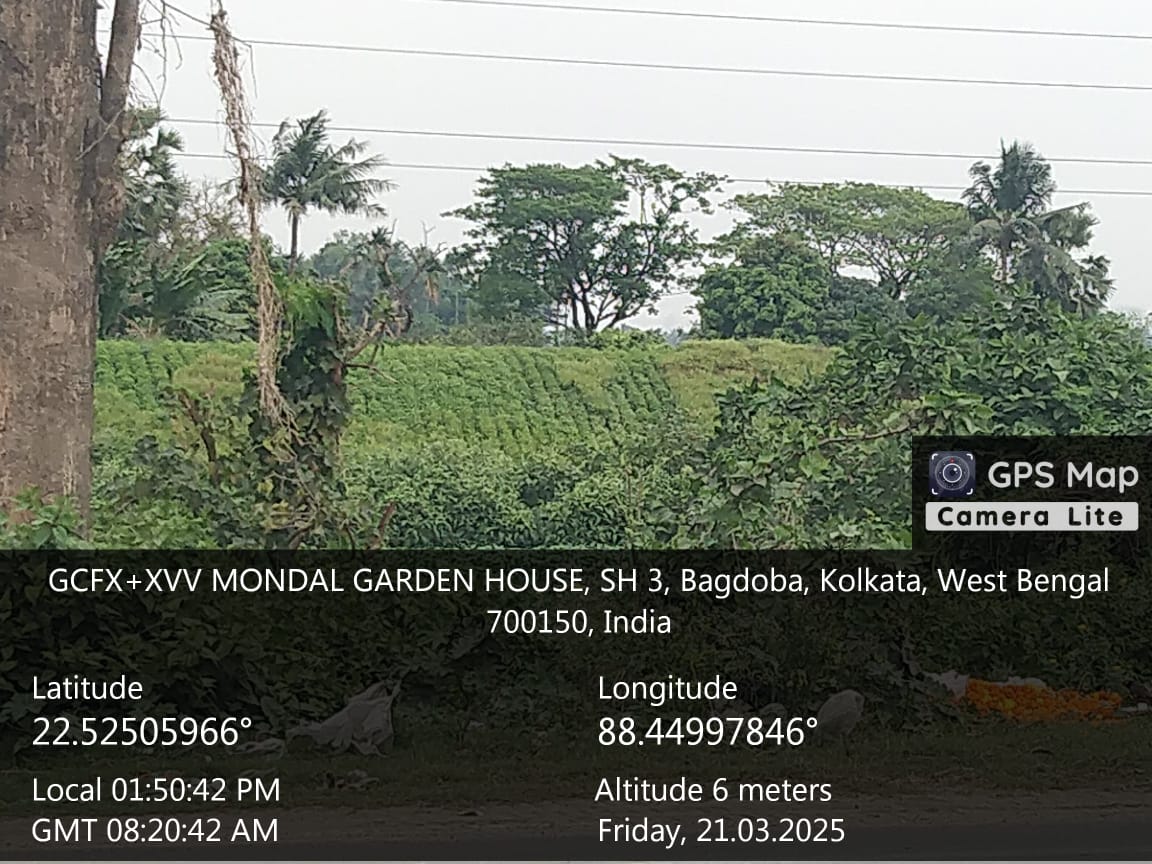 GPS Map
Camera Lite
GCFX+XVV MONDAL GARDEN HOUSE, SH 3, Bagdoba, Kolkata, West Bengal
700150, India
Latitude
22.52505966°
Longitude
88.44997846°
Local 01:50:42 PM
GMT 08:20:42 AM
Altitude 6 meters
Friday, 21.03.2025